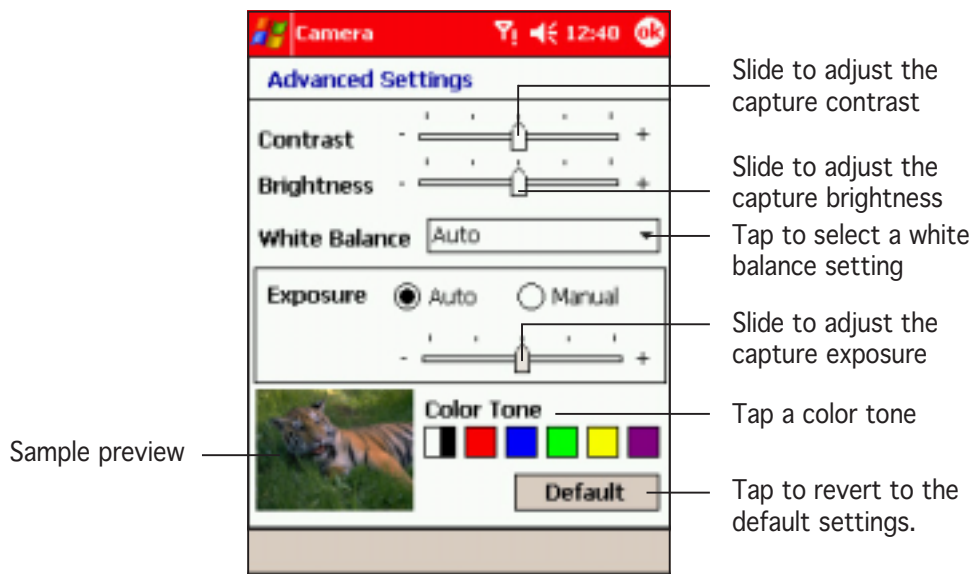 Camera 12:40 ok
Advanced Settings
Slide to adjust the
capture contrast
Contrast - +
Slide to adjust the
capture brightness
Brightness - +
White Balance Auto
Tap to select a white
balance setting
Exposure Auto Manual
Slide to adjust the
capture exposure
- +
Color Tone
Tap a color tone
Sample preview
Default
Tap to revert to the
default settings.